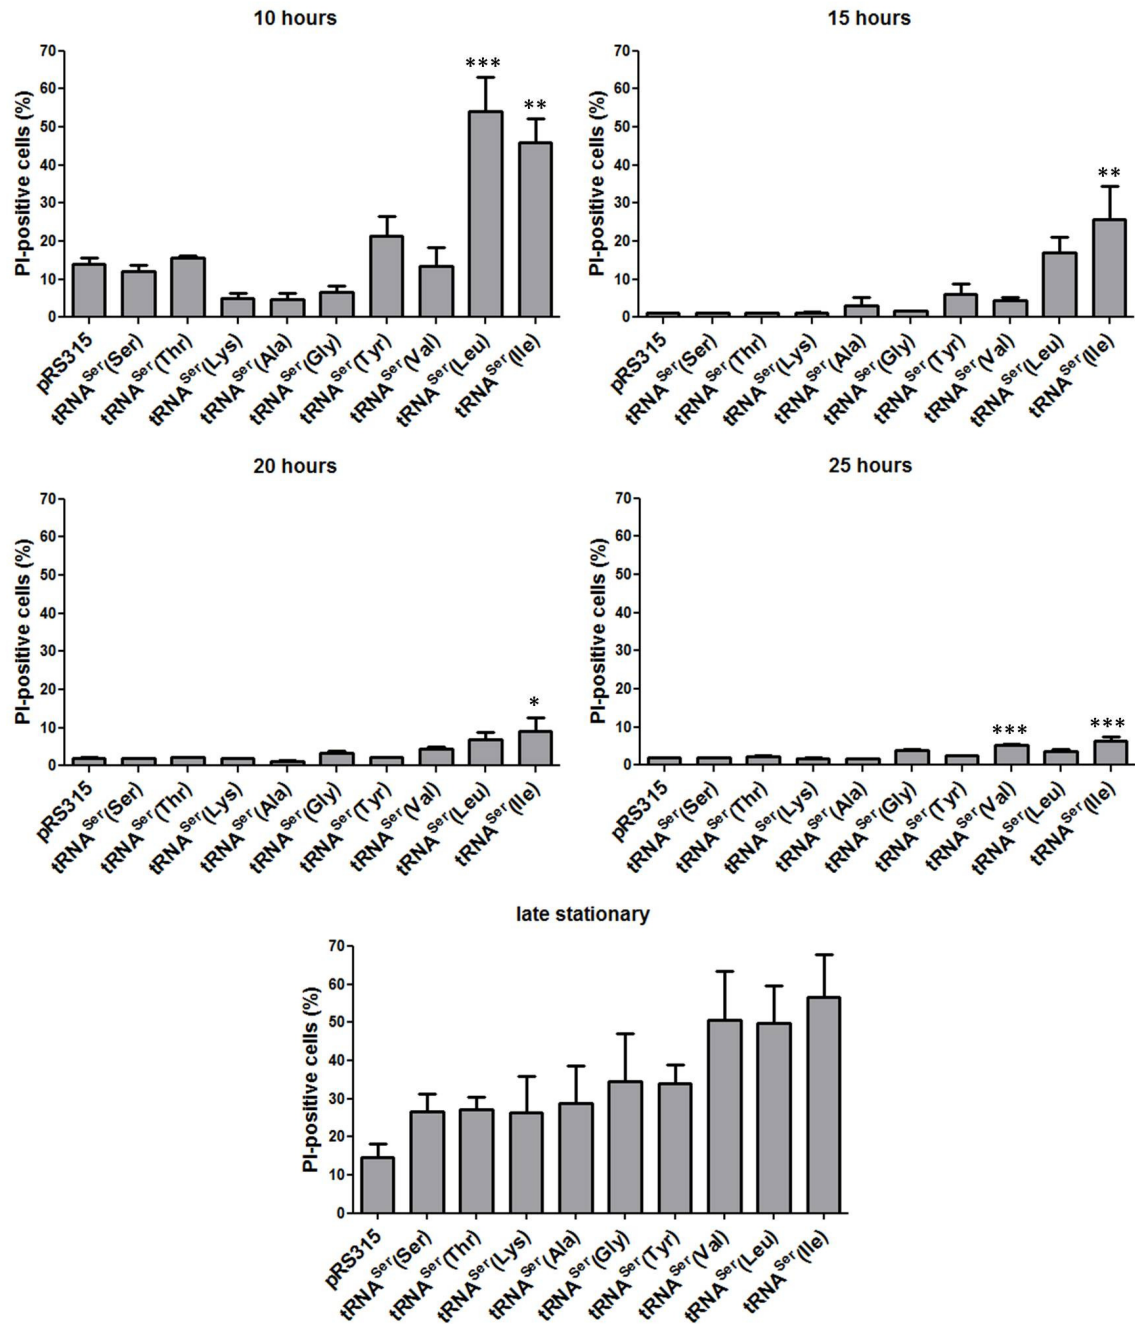 10 hours
PI-positive cells (%)
70
60
50
40
30
20
10
0
***
**
pRS315
tRNASer(Ser)
tRNASer(Thr)
tRNASer(Lys)
tRNASer(Ala)
tRNASer(Gly)
tRNASer(Tyr)
tRNASer(Val)
tRNASer(Leu)
tRNASer(Ile)
15 hours
PI-positive cells (%)
70
60
50
40
30
20
10
0
**
pRS315
tRNASer(Ser)
tRNASer(Thr)
tRNASer(Lys)
tRNASer(Ala)
tRNASer(Gly)
tRNASer(Tyr)
tRNASer(Val)
tRNASer(Leu)
tRNASer(Ile)
20 hours
PI-positive cells (%)
70
60
50
40
30
20
10
0
*
pRS315
tRNASer(Ser)
tRNASer(Thr)
tRNASer(Lys)
tRNASer(Ala)
tRNASer(Gly)
tRNASer(Tyr)
tRNASer(Val)
tRNASer(Leu)
tRNASer(Ile)
25 hours
PI-positive cells (%)
70
60
50
40
30
20
10
0
***
***
pRS315
tRNASer(Ser)
tRNASer(Thr)
tRNASer(Lys)
tRNASer(Ala)
tRNASer(Gly)
tRNASer(Tyr)
tRNASer(Val)
tRNASer(Leu)
tRNASer(Ile)
late stationary
PI-positive cells (%)
70
60
50
40
30
20
10
0
pRS315
tRNASer(Ser)
tRNASer(Thr)
tRNASer(Lys)
tRNASer(Ala)
tRNASer(Gly)
tRNASer(Tyr)
tRNASer(Val)
tRNASer(Leu)
tRNASer(Ile)